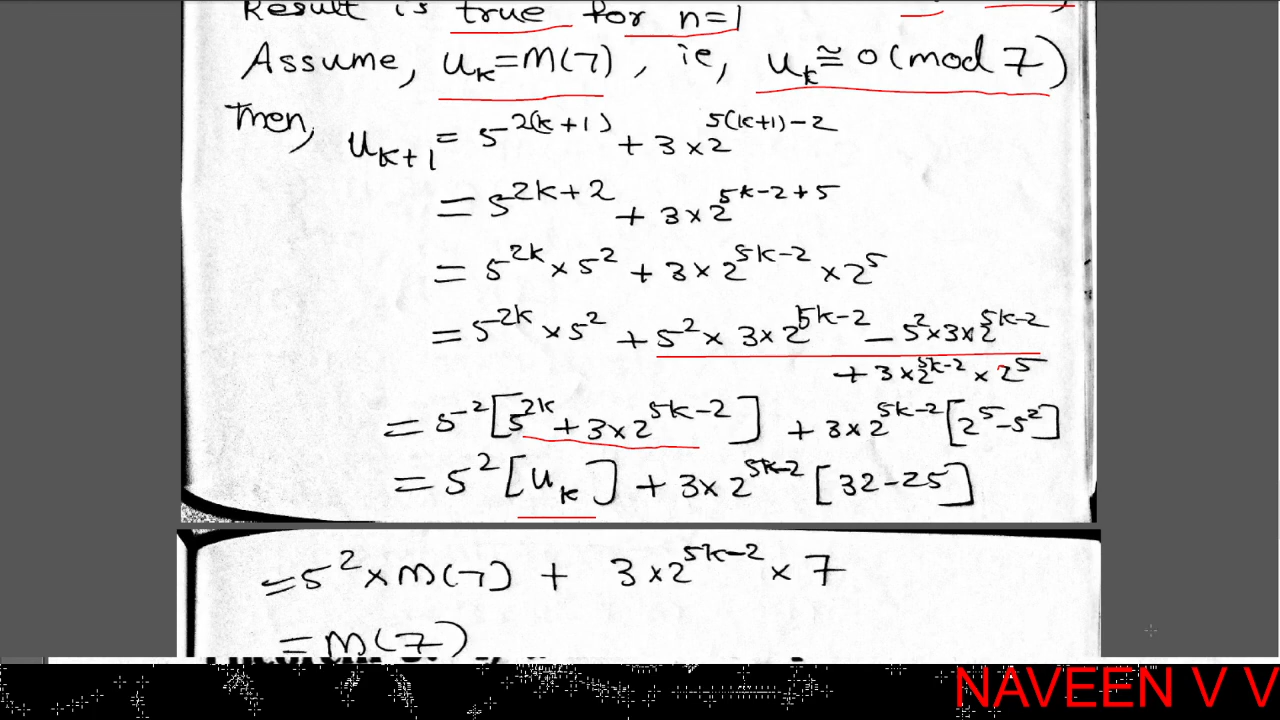 Result is true for n=1
Assume, u_k=M(7), ie, u_k≅0(mod 7)
Then, u_{k+1} = 5^{2(k+1)} + 3×2^{5(k+1)-2}
= 5^{2k+2} + 3×2^{5k-2+5}
= 5^{2k}×5^2 + 3×2^{5k-2}×2^5
= 5^{2k}×5^2 + 5^2×3×2^{5k-2} - 5^2×3×2^{5k-2}
+ 3×2^{5k-2}×2^5
= 5^2[5^{2k}+3×2^{5k-2}] + 3×2^{5k-2}[2^5-5^2]
= 5^2[u_k] + 3×2^{5k-2}[32-25]
= 5^2×M(7) + 3×2^{5k-2}×7
= M(7)
NAVEEN V V